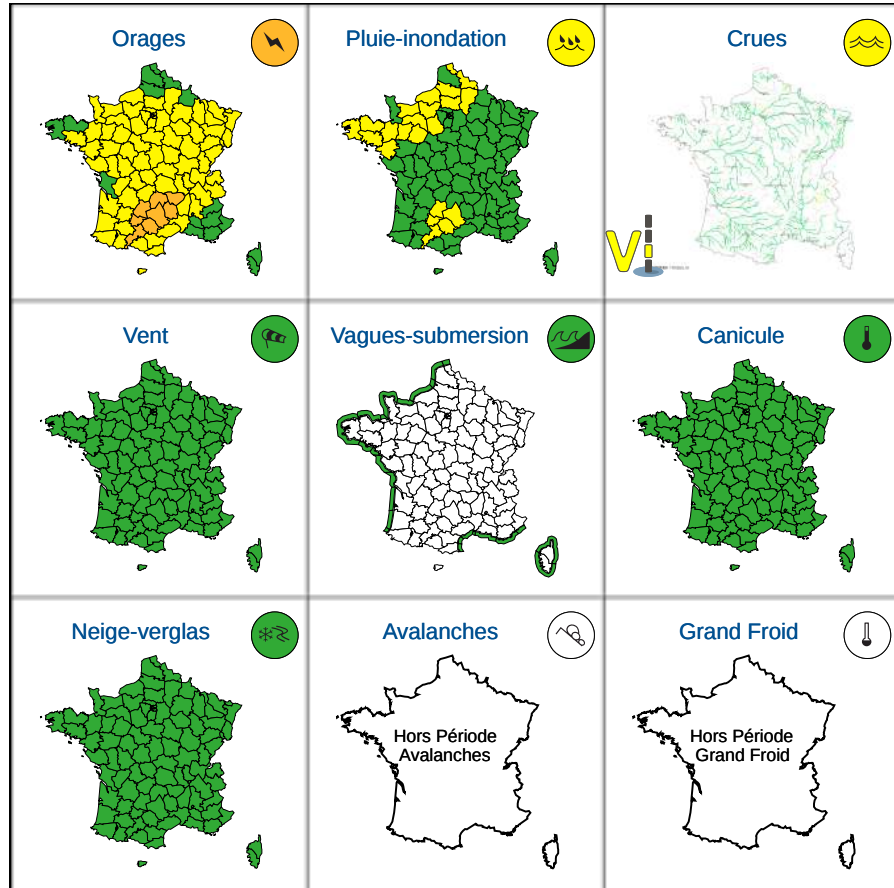 Orages
Pluie-inondation
Crues
Vi
Vent
Vagues-submersion
Canicule
Neige-verglas
Avalanches
Grand Froid
Hors Période
Avalanches
Hors Période
Grand Froid